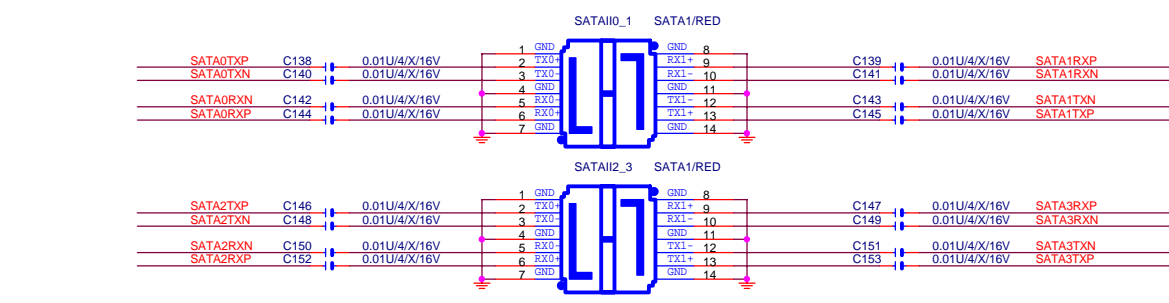 SATAII0_1 SATA1/RED
1 GND GND 8
SATA0TXP C138 0.01U/4/X/16V 2 TX0+ RX1+ 9 C139 0.01U/4/X/16V SATA1RXP
SATA0TXN C140 0.01U/4/X/16V 3 TX0- RX1- 10 C141 0.01U/4/X/16V SATA1RXN
4 GND GND 11
SATA0RXN C142 0.01U/4/X/16V 5 RX0- TX1- 12 C143 0.01U/4/X/16V SATA1TXN
SATA0RXP C144 0.01U/4/X/16V 6 RX0+ TX1+ 13 C145 0.01U/4/X/16V SATA1TXP
7 GND GND 14
SATAII2_3 SATA1/RED
1 GND GND 8
SATA2TXP C146 0.01U/4/X/16V 2 TX0+ RX1+ 9 C147 0.01U/4/X/16V SATA3RXP
SATA2TXN C148 0.01U/4/X/16V 3 TX0- RX1- 10 C149 0.01U/4/X/16V SATA3RXN
4 GND GND 11
SATA2RXN C150 0.01U/4/X/16V 5 RX0- TX1- 12 C151 0.01U/4/X/16V SATA3TXN
SATA2RXP C152 0.01U/4/X/16V 6 RX0+ TX1+ 13 C153 0.01U/4/X/16V SATA3TXP
7 GND GND 14